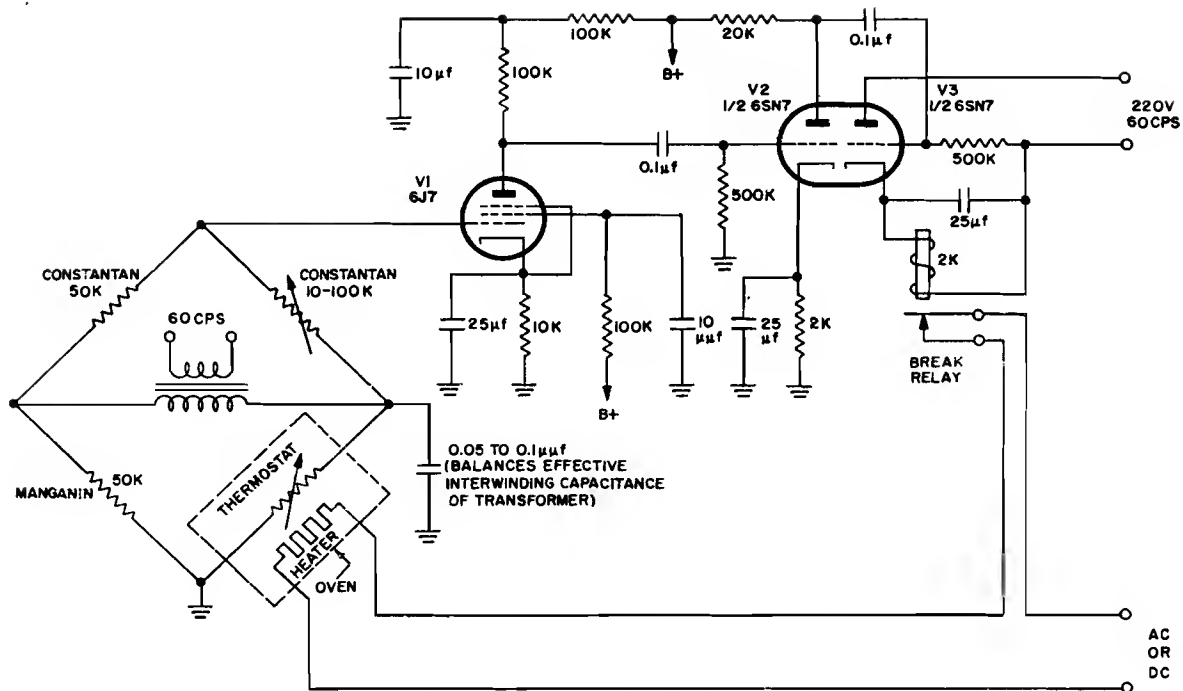 100K
20K
0.1μf
10μf
100K
B+
V2
1/2 6SN7
V3
1/2 6SN7
220V
60CPS
0.1μf
500K
500K
V1
6J7
25μf
2K
CONSTANTAN
50K
CONSTANTAN
10-100K
60CPS
25μf
10K
100K
10
μμf
25
μf
2K
BREAK
RELAY
B+
MANGANIN
50K
THERMOSTAT
0.05 TO 0.1μμf
(BALANCES EFFECTIVE
INTERWINDING CAPACITANCE
OF TRANSFORMER)
HEATER
OVEN
AC
OR
DC